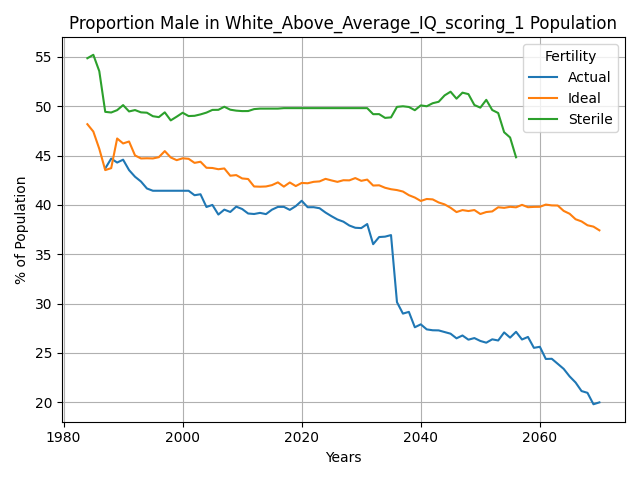 Proportion Male in White_Above_Average_IQ_scoring_1 Population
% of Population
55
50
45
40
35
30
25
20
Fertility
Actual
Ideal
Sterile
1980 2000 2020 2040 2060
Years